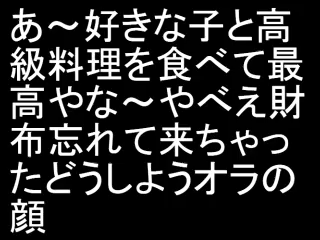 あ～好きな子と高
級料理を食べて最
高やな～やべえ財
布忘れて来ちゃっ
たどうしようオラの
顔